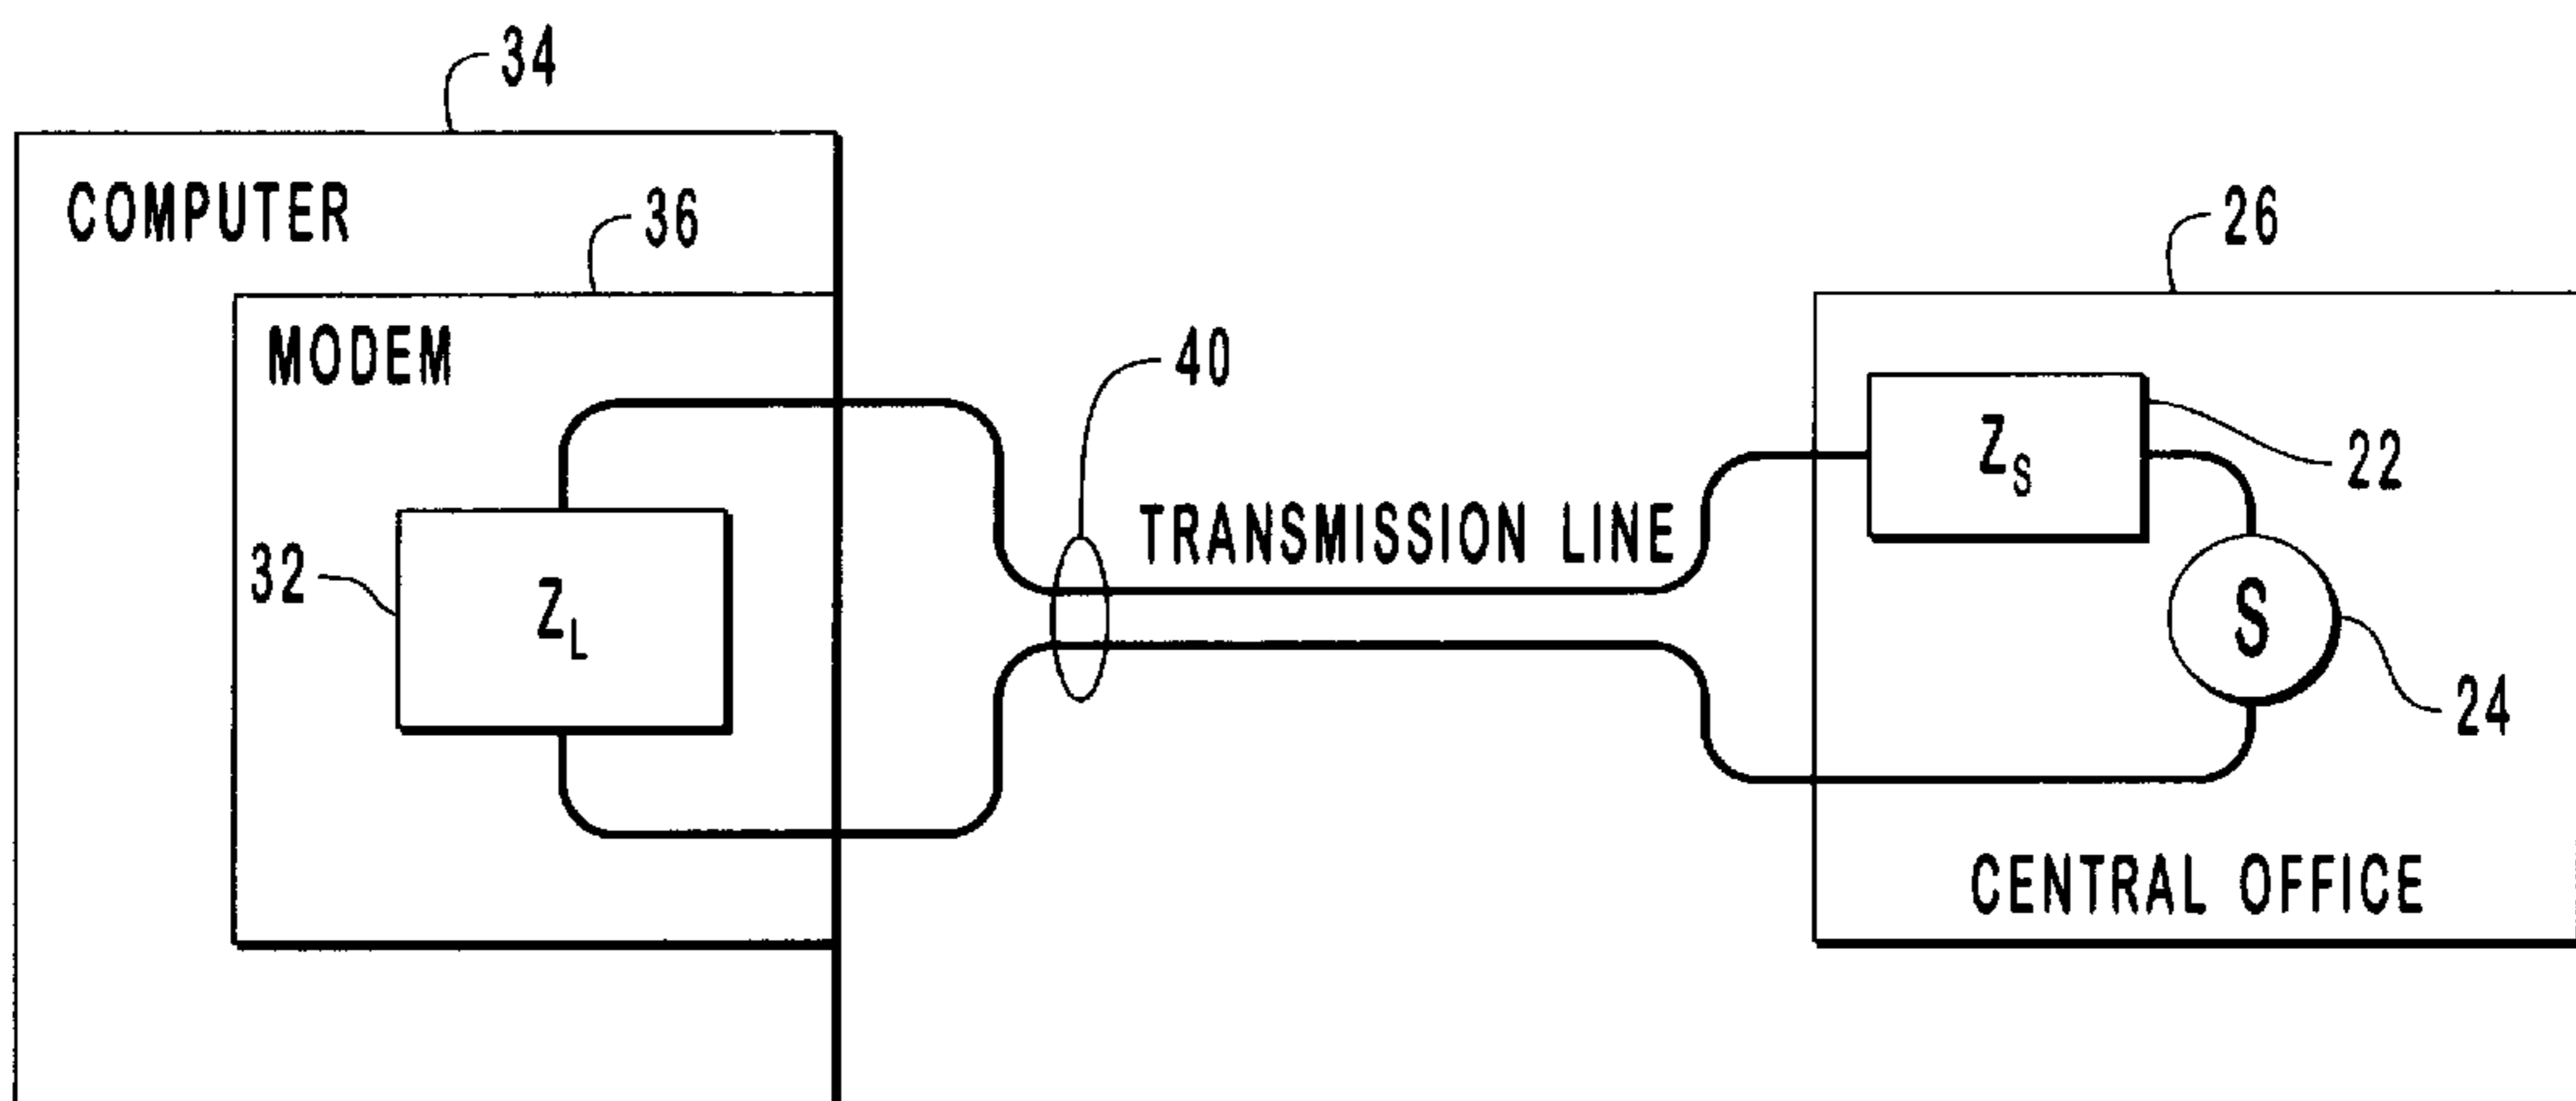 34
COMPUTER
36
26
MODEM
40
Z_S
22
TRANSMISSION LINE
32
Z_L
S
24
CENTRAL OFFICE